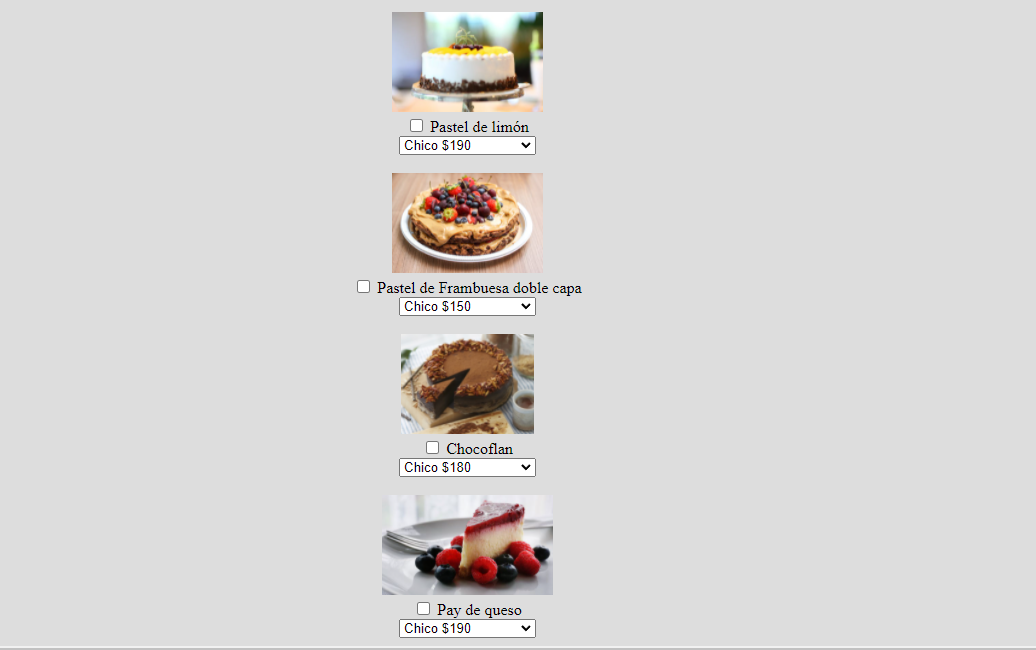 Pastel de limón
Chico $190
Pastel de Frambuesa doble capa
Chico $150
Chocoflan
Chico $180
Pay de queso
Chico $190